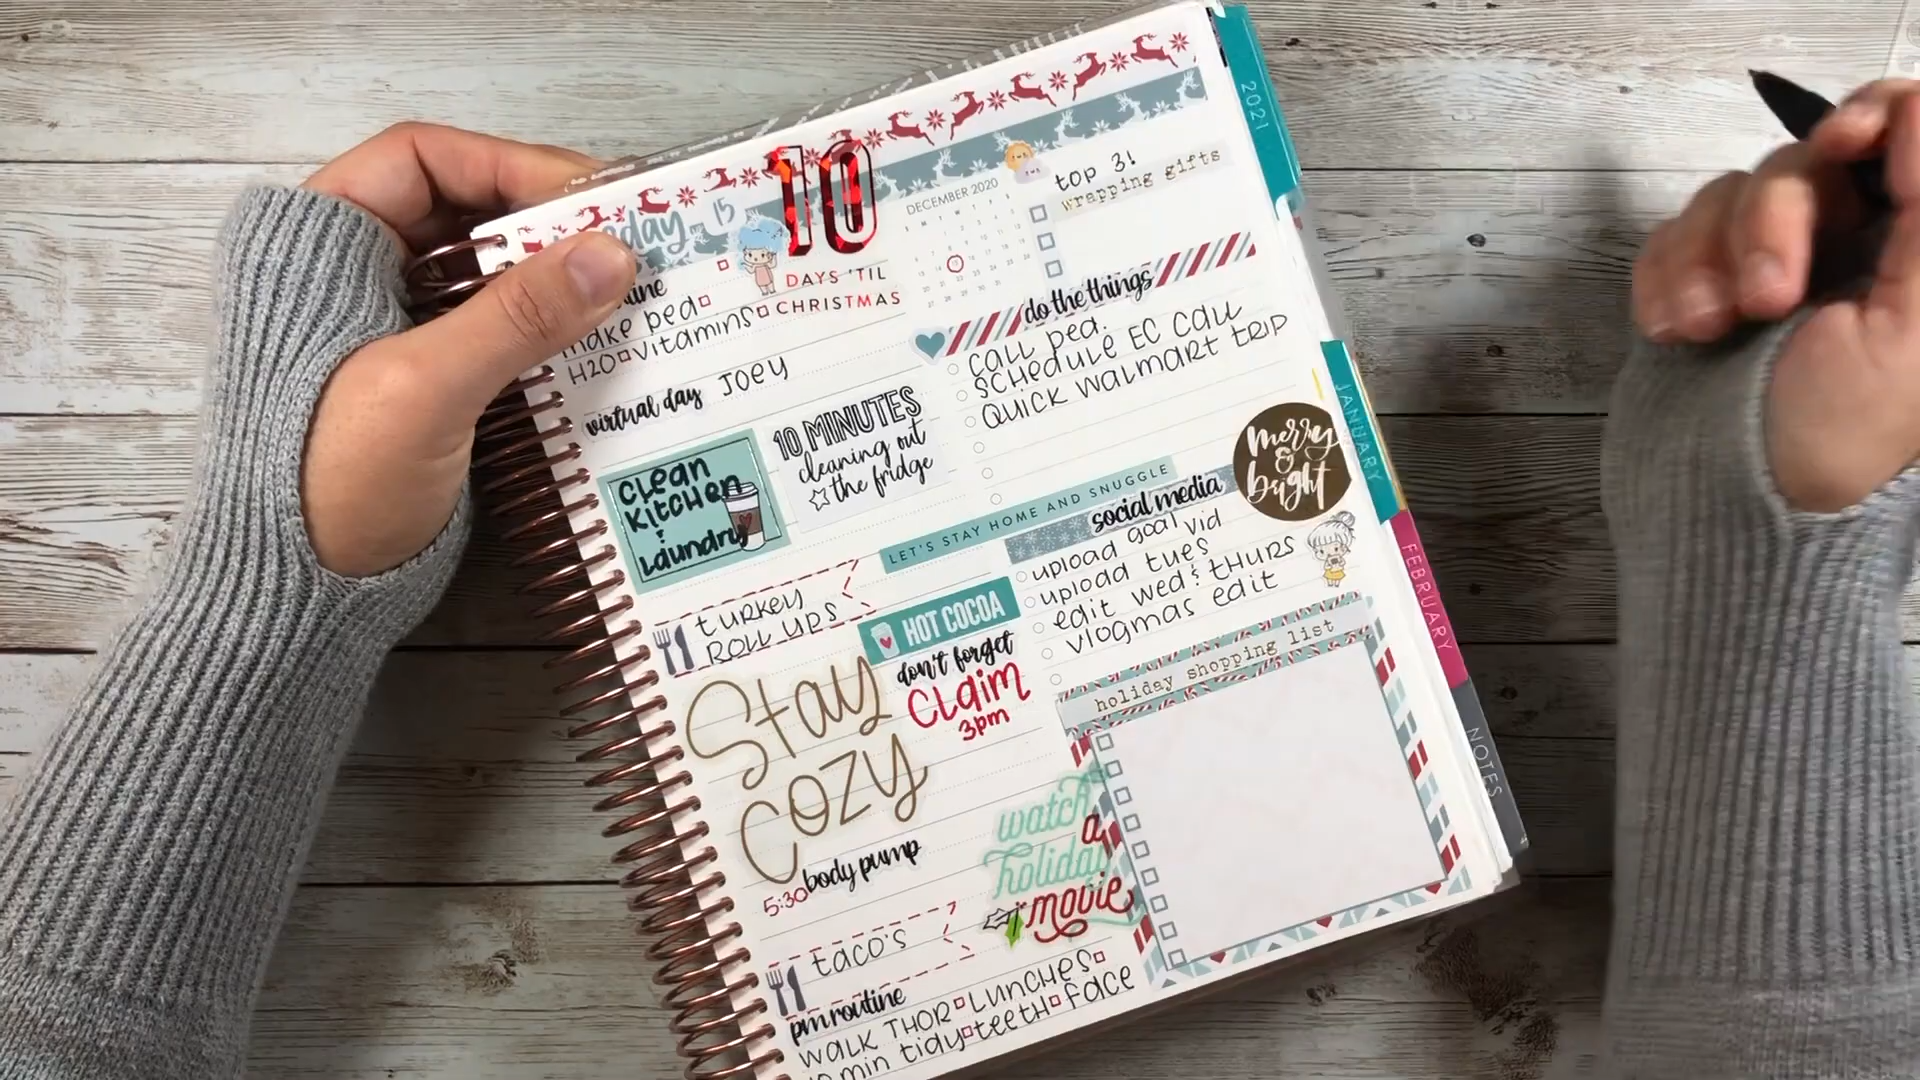 day 15
10
DAYS 'TIL
CHRISTMAS
DECEMBER 2020
top 3!
wrapping gifts
make bed
H2O vitamins
virtual day JOEY
do the things
call ped.
schedule EC call
Quick walmart trip
clean
kitchen
laundry
10 MINUTES
cleaning out
the fridge
merry
&
bright
LET'S STAY HOME AND SNUGGLE
social media
upload goal vid
upload tues
edit wed & thurs
vlogmas edit
turkey
Roll ups
HOT COCOA
don't forget
Claim
3pm
Stay
Cozy
holiday shopping list
5:30 body pump
watch
a
holiday
movie
taco's
pm routine
walk THOR LUNCHES
min tidy teeth face
2021
JANUARY
FEBRUARY
NOTES